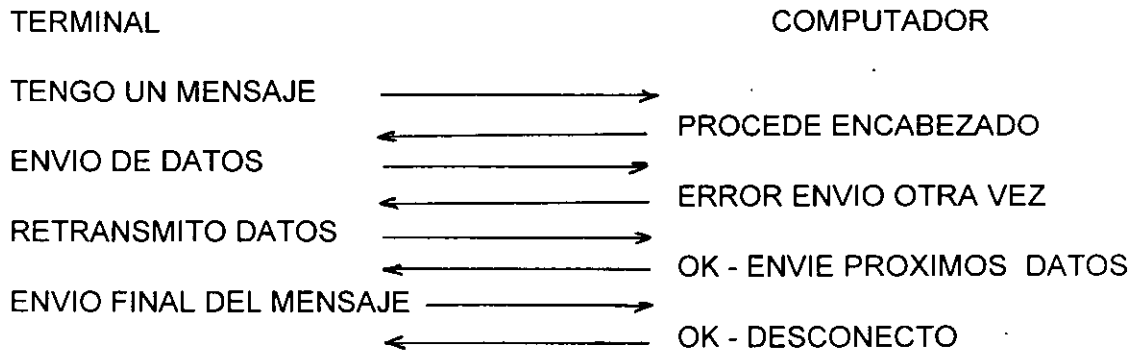 TERMINAL COMPUTADOR
TENGO UN MENSAJE
PROCEDE ENCABEZADO
ENVIO DE DATOS
ERROR ENVIO OTRA VEZ
RETRANSMITO DATOS
OK - ENVIE PROXIMOS DATOS
ENVIO FINAL DEL MENSAJE
OK - DESCONECTO